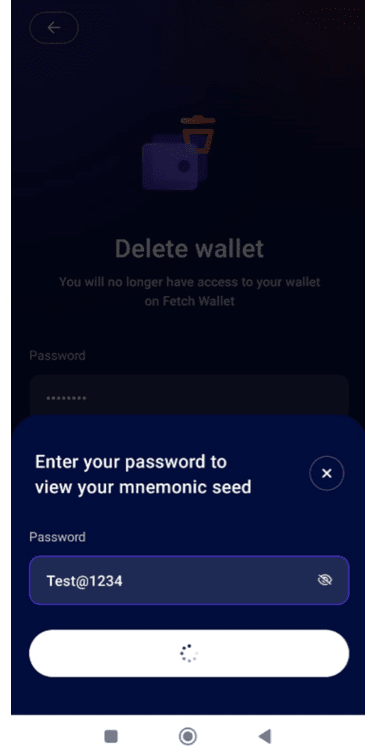 Delete wallet
You will no longer have access to your wallet
on Fetch Wallet
Password
••••••••
Enter your password to
view your mnemonic seed
Password
Test@1234